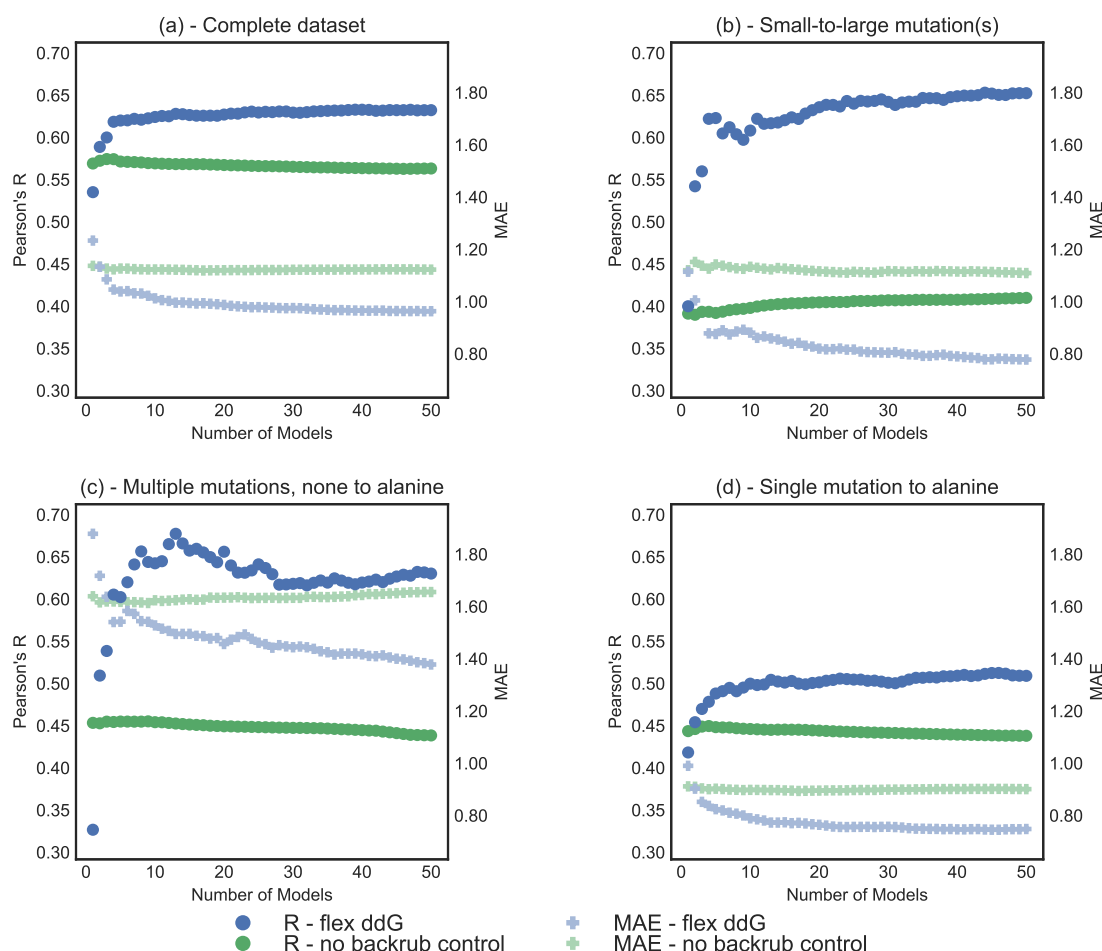 (a) - Complete dataset
0.70
0.65
0.60
0.55
0.50
0.45
0.40
0.35
0.30
Pearson's R
1.80
1.60
1.40
1.20
1.00
0.80
MAE
0 10 20 30 40 50
Number of Models
(b) - Small-to-large mutation(s)
0.70
0.65
0.60
0.55
0.50
0.45
0.40
0.35
0.30
Pearson's R
1.80
1.60
1.40
1.20
1.00
0.80
MAE
0 10 20 30 40 50
Number of Models
(c) - Multiple mutations, none to alanine
0.70
0.65
0.60
0.55
0.50
0.45
0.40
0.35
0.30
Pearson's R
1.80
1.60
1.40
1.20
1.00
0.80
MAE
0 10 20 30 40 50
Number of Models
(d) - Single mutation to alanine
0.70
0.65
0.60
0.55
0.50
0.45
0.40
0.35
0.30
Pearson's R
1.80
1.60
1.40
1.20
1.00
0.80
MAE
0 10 20 30 40 50
Number of Models
R - flex ddG
R - no backrub control
MAE - flex ddG
MAE - no backrub control